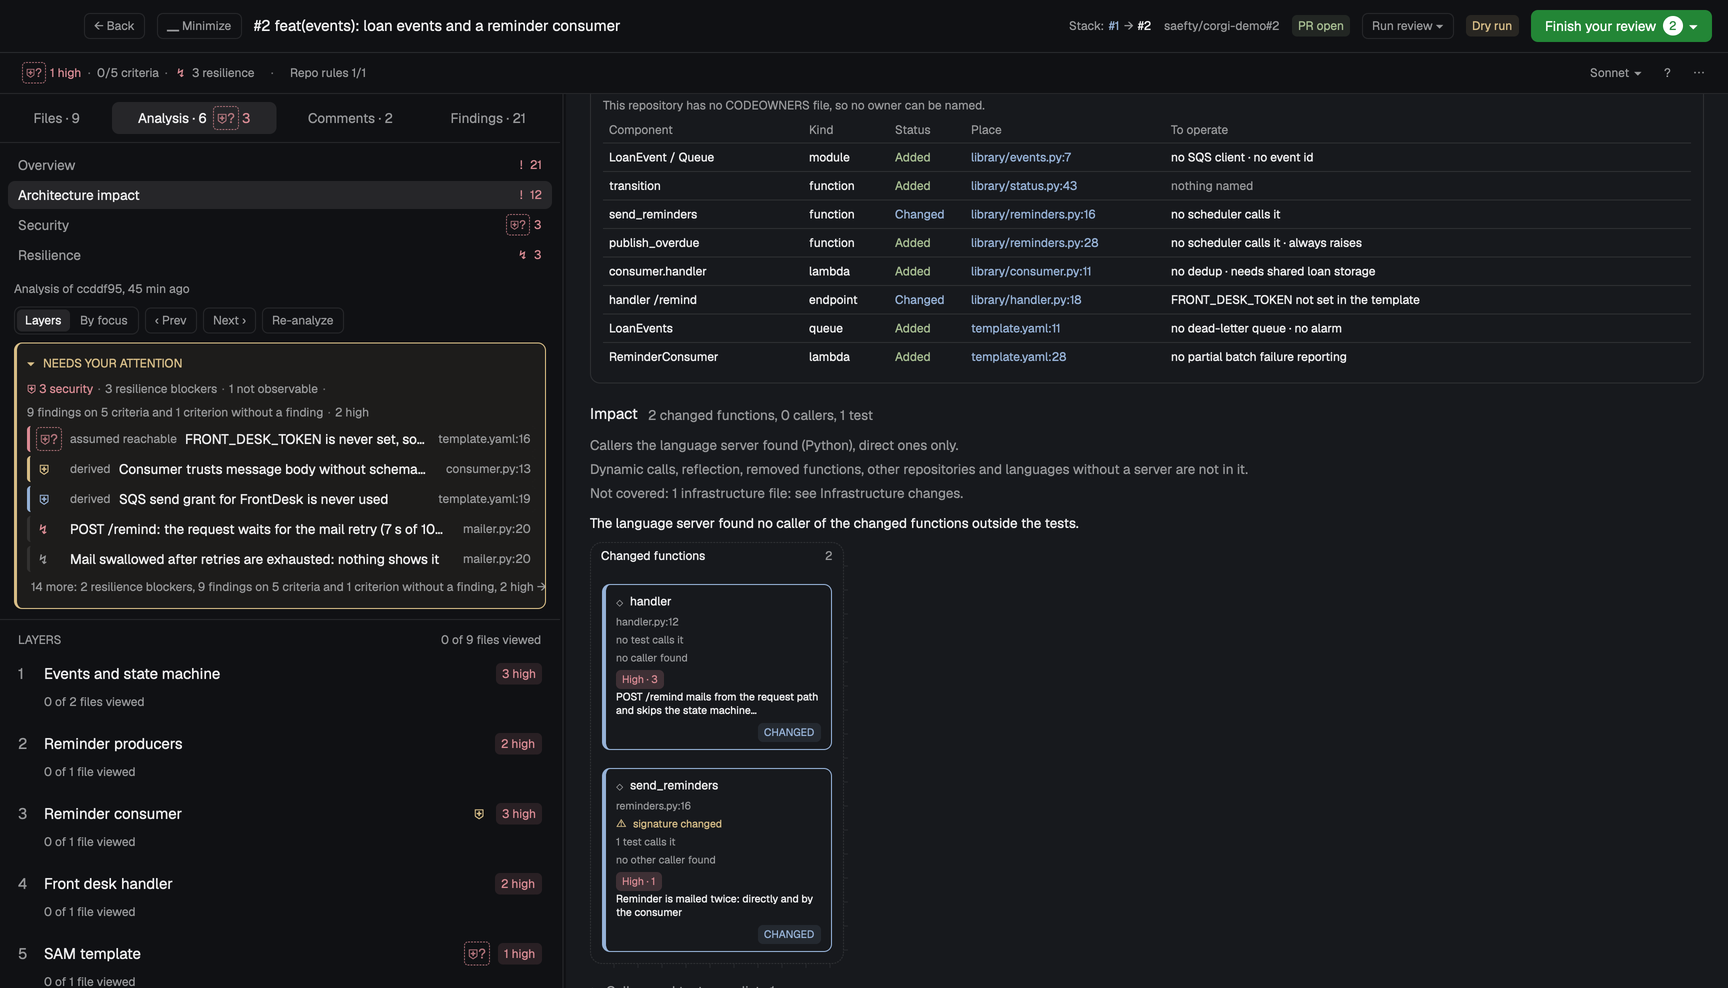 ← Back
Minimize
#2 feat(events): loan events and a reminder consumer
Stack: #1 → #2
saefty/corgi-demo#2
PR open
Run review
Dry run
Finish your review 2
? 1 high · 0/5 criteria · 3 resilience · Repo rules 1/1
Sonnet
?
···
Files · 9
Analysis · 6 ? 3
Comments · 2
Findings · 21
Overview ! 21
Architecture impact ! 12
Security ? 3
Resilience 3
Analysis of ccddf95, 45 min ago
Layers
By focus
‹ Prev
Next ›
Re-analyze
NEEDS YOUR ATTENTION
3 security · 3 resilience blockers · 1 not observable ·
9 findings on 5 criteria and 1 criterion without a finding · 2 high
? assumed reachable FRONT_DESK_TOKEN is never set, so... template.yaml:16
derived Consumer trusts message body without schema... consumer.py:13
derived SQS send grant for FrontDesk is never used template.yaml:19
POST /remind: the request waits for the mail retry (7 s of 10... mailer.py:20
Mail swallowed after retries are exhausted: nothing shows it mailer.py:20
14 more: 2 resilience blockers, 9 findings on 5 criteria and 1 criterion without a finding, 2 high →
LAYERS 0 of 9 files viewed
1 Events and state machine 3 high
0 of 2 files viewed
2 Reminder producers 2 high
0 of 1 file viewed
3 Reminder consumer 3 high
0 of 1 file viewed
4 Front desk handler 2 high
0 of 1 file viewed
5 SAM template ? 1 high
0 of 1 file viewed
This repository has no CODEOWNERS file, so no owner can be named.
Component Kind Status Place To operate
LoanEvent / Queue module Added library/events.py:7 no SQS client · no event id
transition function Added library/status.py:43 nothing named
send_reminders function Changed library/reminders.py:16 no scheduler calls it
publish_overdue function Added library/reminders.py:28 no scheduler calls it · always raises
consumer.handler lambda Added library/consumer.py:11 no dedup · needs shared loan storage
handler /remind endpoint Changed library/handler.py:18 FRONT_DESK_TOKEN not set in the template
LoanEvents queue Added template.yaml:11 no dead-letter queue · no alarm
ReminderConsumer lambda Added template.yaml:28 no partial batch failure reporting
Impact 2 changed functions, 0 callers, 1 test
Callers the language server found (Python), direct ones only.
Dynamic calls, reflection, removed functions, other repositories and languages without a server are not in it.
Not covered: 1 infrastructure file: see Infrastructure changes.
The language server found no caller of the changed functions outside the tests.
Changed functions 2
handler
handler.py:12
no test calls it
no caller found
High · 3
POST /remind mails from the request path
and skips the state machine...
CHANGED
send_reminders
reminders.py:16
signature changed
1 test calls it
no other caller found
High · 1
Reminder is mailed twice: directly and by
the consumer
CHANGED